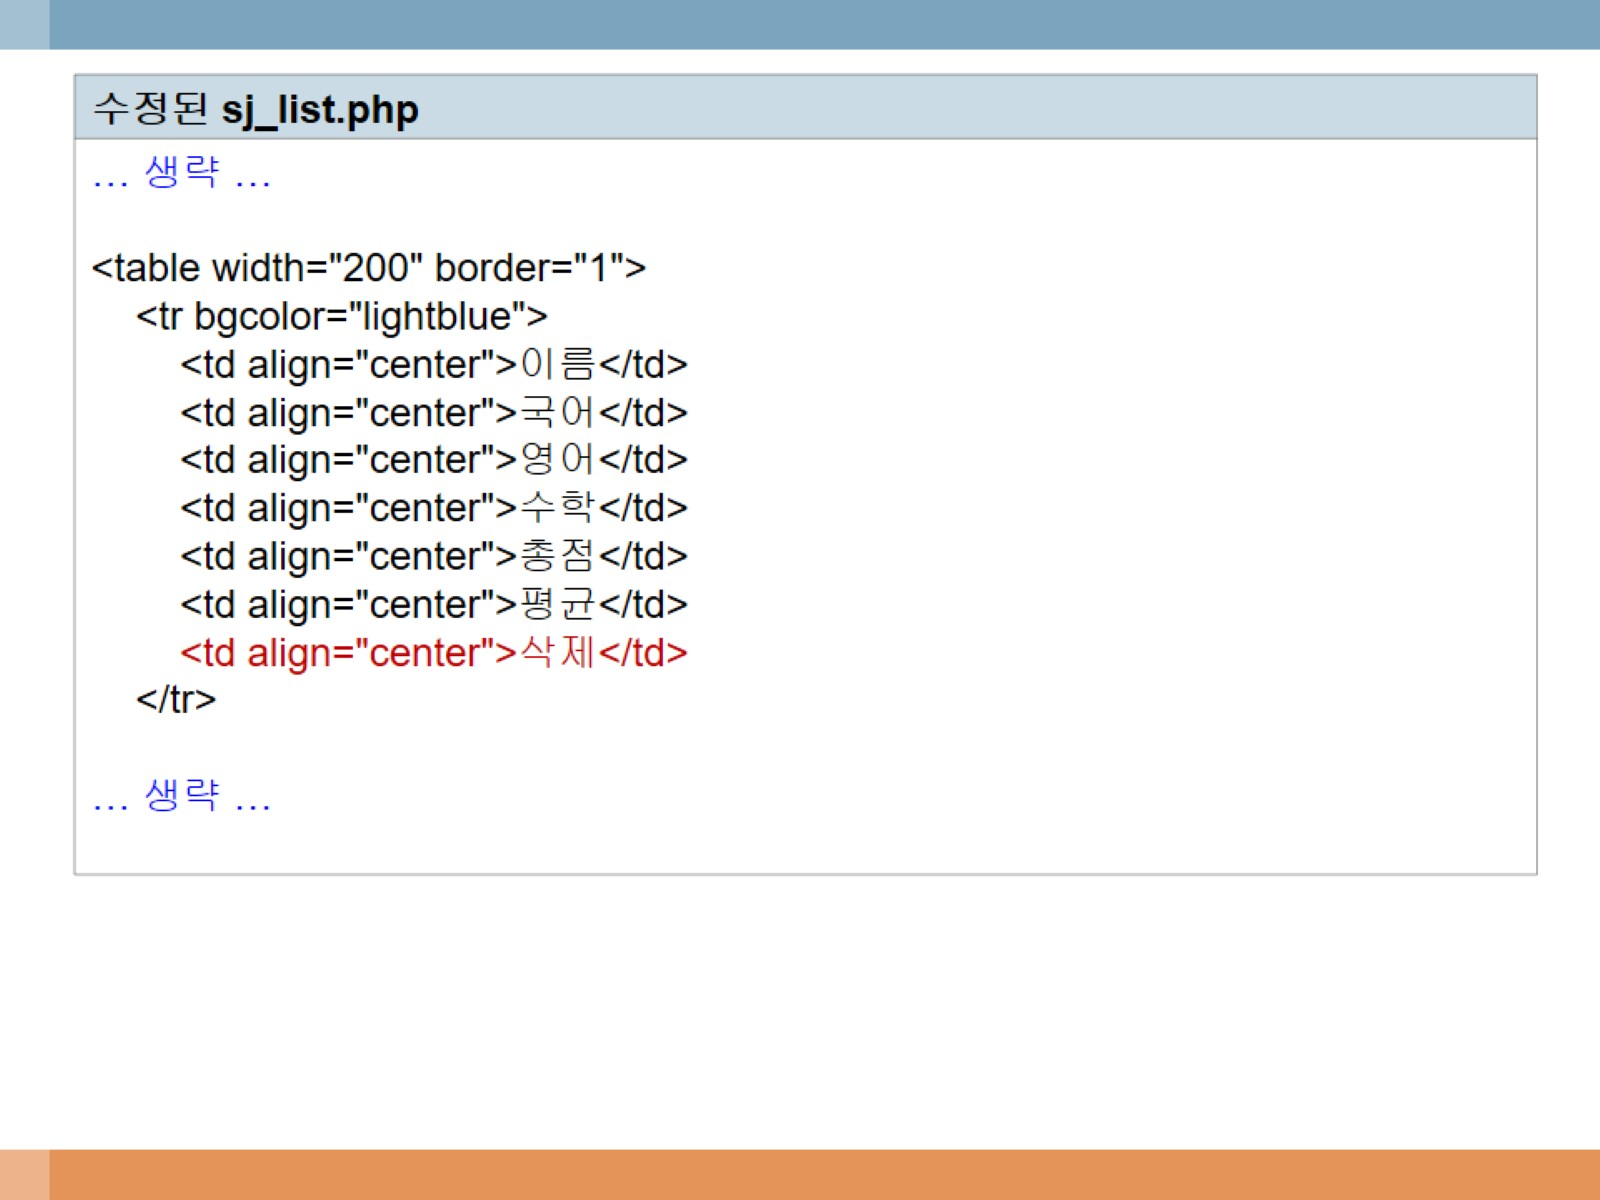 수정된 sj_list.php
... 생략 ...
<table width="200" border="1">
<tr bgcolor="lightblue">
<td align="center">이름</td>
<td align="center">국어</td>
<td align="center">영어</td>
<td align="center">수학</td>
<td align="center">총점</td>
<td align="center">평균</td>
<td align="center">삭제</td>
</tr>
... 생략 ...